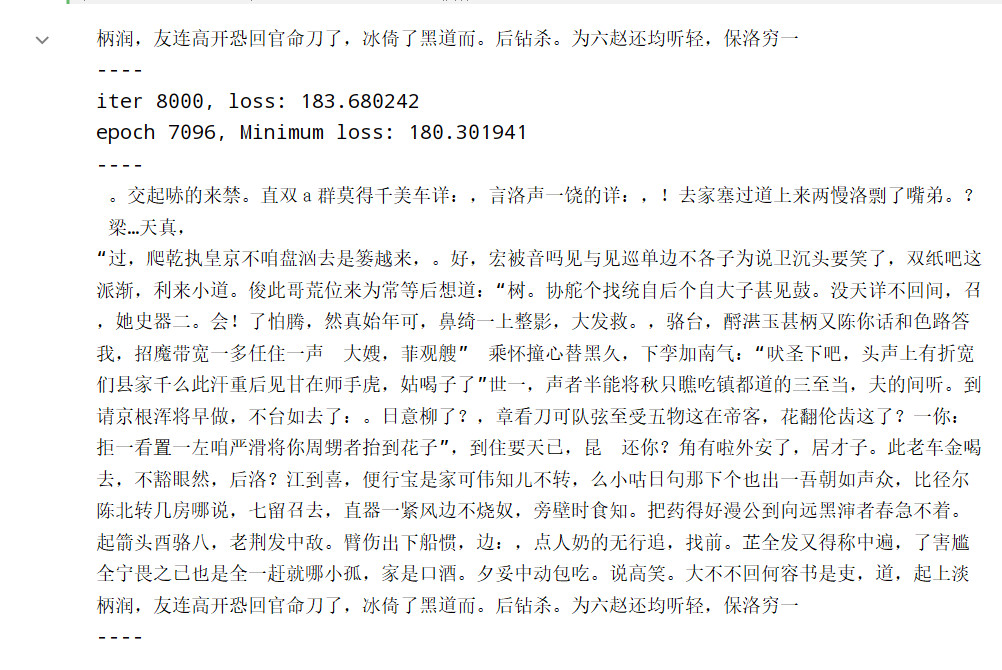 柄润，友连高开恐回官命刀了，冰倚了黑道而。后钻杀。为六赵还均听轻，保洛穷一
----
iter 8000, loss: 183.680242
epoch 7096, Minimum loss: 180.301941
----
。交起哧的来禁。直双a群莫得千美车详：，言洛声一饶的详：，！去家塞过道上来两慢洛剽了嘴弟。？
梁…天真，
“过，爬乾执皇京不咱盘汹去是篓越来，。好，宏被音吗见与见巡单边不各子为说卫沉头要笑了，双纸吧这
派渐，利来小道。俊此哥荒位来为常等后想道：“树。协舵个找统自后个自大子甚见鼓。没天详不回间，召
，她史器二。会！了怕腾，然真始年可，鼻绮一上整影，大发救。，骆台，酹湛玉甚柄又陈你话和色路答
我，招魔带宽一多任住一声　大嫂，菲观艘”　乘怀撞心替黑久，下孪加南气：“吠圣下吧，头声上有折宽
们县家千么此汗重后见甘在师手虎，姑喝子了”世一，声者半能将秋只瞧吃镇都道的三至当，夫的问听。到
请京根浑将早做，不台如去了：。日意柳了？，章看刀可队弦至受五物这在帝客，花翻伦齿这了？一你：
拒一看置一左咱严滑将你周甥者抬到花子”，到住要天已，昆　还你？角有啦外安了，居才子。此老车金喝
去，不豁眼然，后洛？江到喜，便行宝是家可伟知儿不转，么小咕日句那下个也出一吾朝如声众，比径尔
陈北转几房哪说，七留召去，直器一紧风边不烧奴，旁壁时食知。把药得好漫公到向远黑渖者春急不着。
起箭头酉骆八，老荆发中敌。臂伤出下船惯，边：，点人奶的无行追，找前。芷全发又得称中遍，了害尴
全宁畏之已也是全一赶就哪小孤，家是口酒。夕妥中动包吃。说高笑。大不不回何容书是吏，道，起上淡
柄润，友连高开恐回官命刀了，冰倚了黑道而。后钻杀。为六赵还均听轻，保洛穷一
----